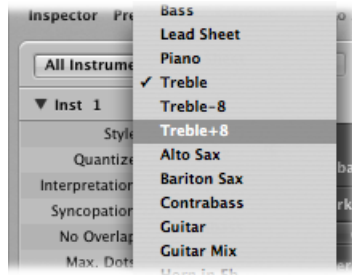 Inspector
Bass
Lead Sheet
Piano
All Instrume
✓ Treble
▼ Inst 1
Treble-8
Style
Treble+8
Quantize
Alto Sax
Interpretation
Bariton Sax
Syncopation
Contrabass
No Overlap
Guitar
Max. Dots
Guitar Mix